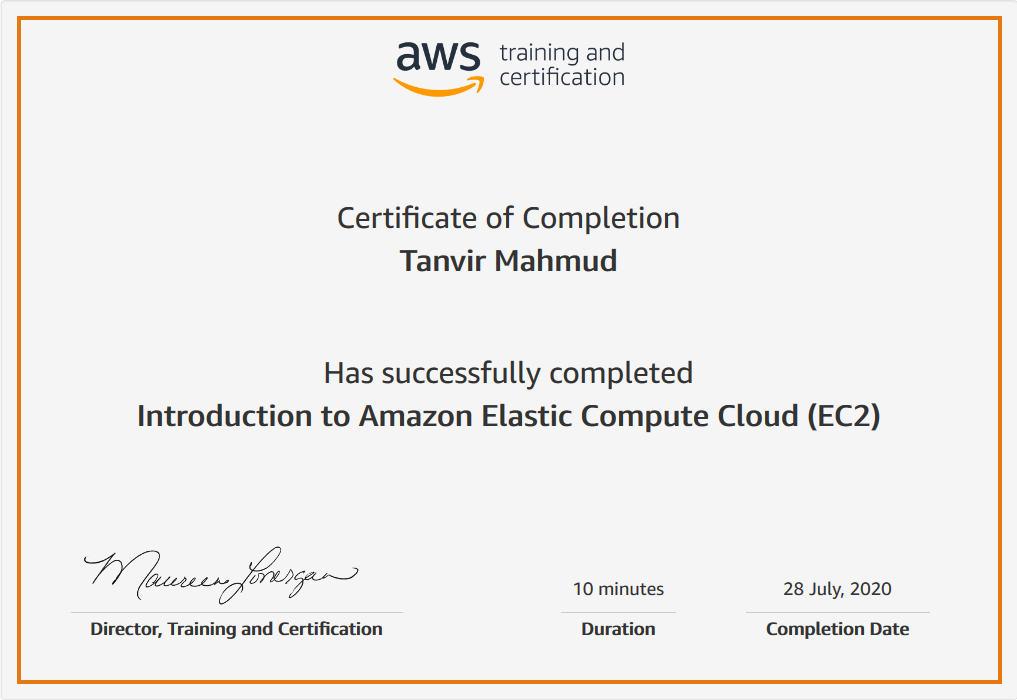 aws training and
certification
Certificate of Completion
Tanvir Mahmud
Has successfully completed
Introduction to Amazon Elastic Compute Cloud (EC2)
Maureen Lonergan
10 minutes
28 July, 2020
Director, Training and Certification
Duration
Completion Date